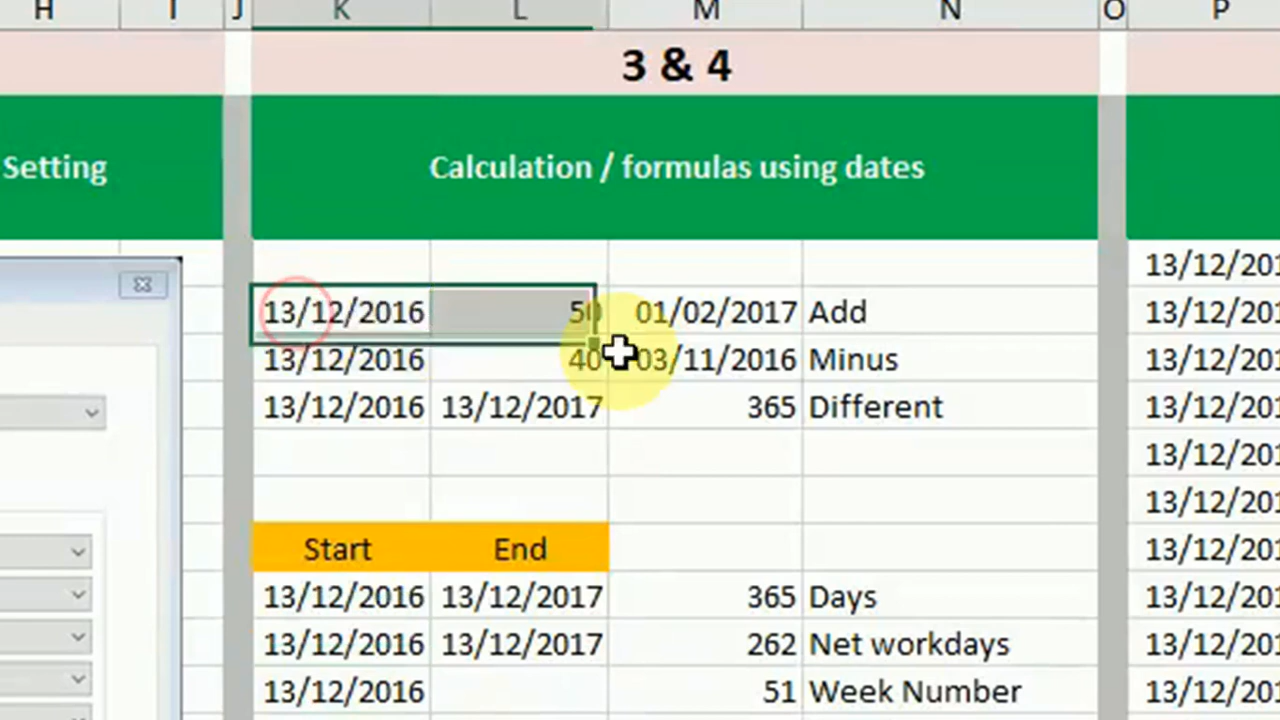 H I J K L M N O P
3 & 4
Setting
Calculation / formulas using dates
13/12/201
13/12/2016 50 01/02/2017 Add 13/12/201
13/12/2016 40 03/11/2016 Minus 13/12/201
13/12/2016 13/12/2017 365 Different 13/12/201
13/12/201
13/12/201
Start End 13/12/201
13/12/2016 13/12/2017 365 Days 13/12/201
13/12/2016 13/12/2017 262 Net workdays 13/12/201
13/12/2016 51 Week Number 13/12/201